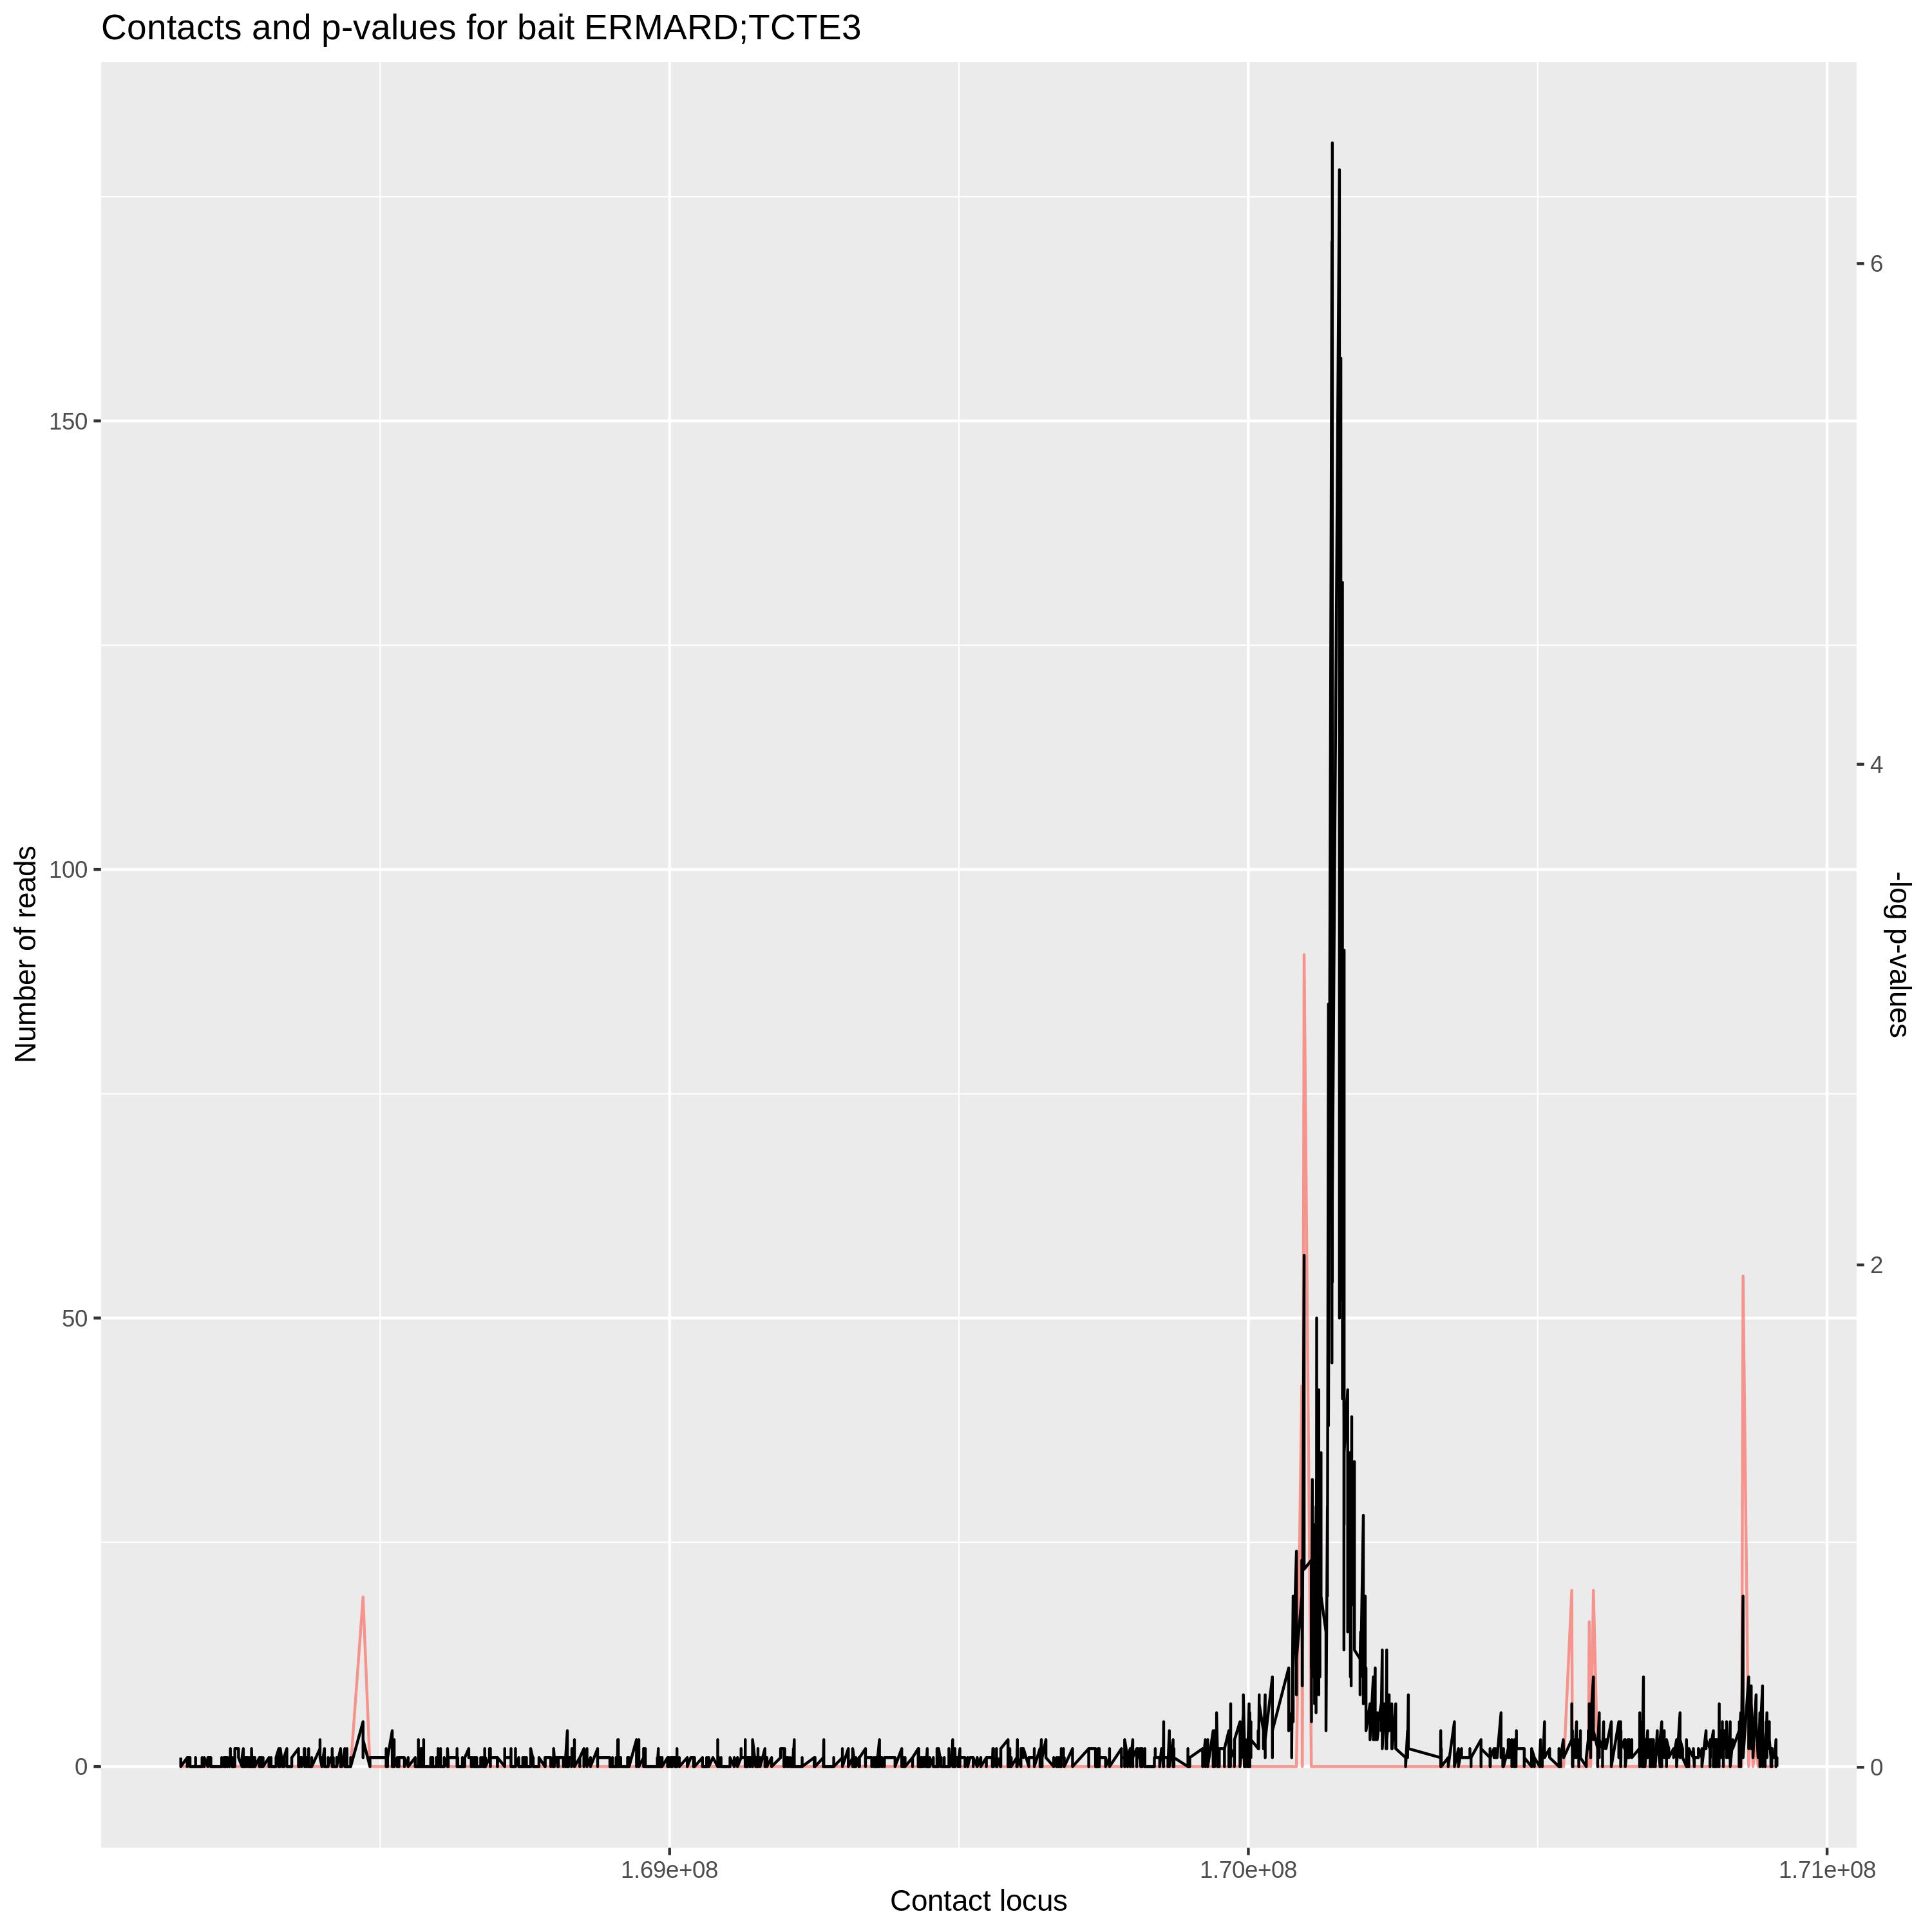 Contacts and p-values for bait ERMARD;TCTE3
Number of reads
150
100
50
0
6
4
2
0
-log p-values
1.69e+08
1.70e+08
1.71e+08
Contact locus